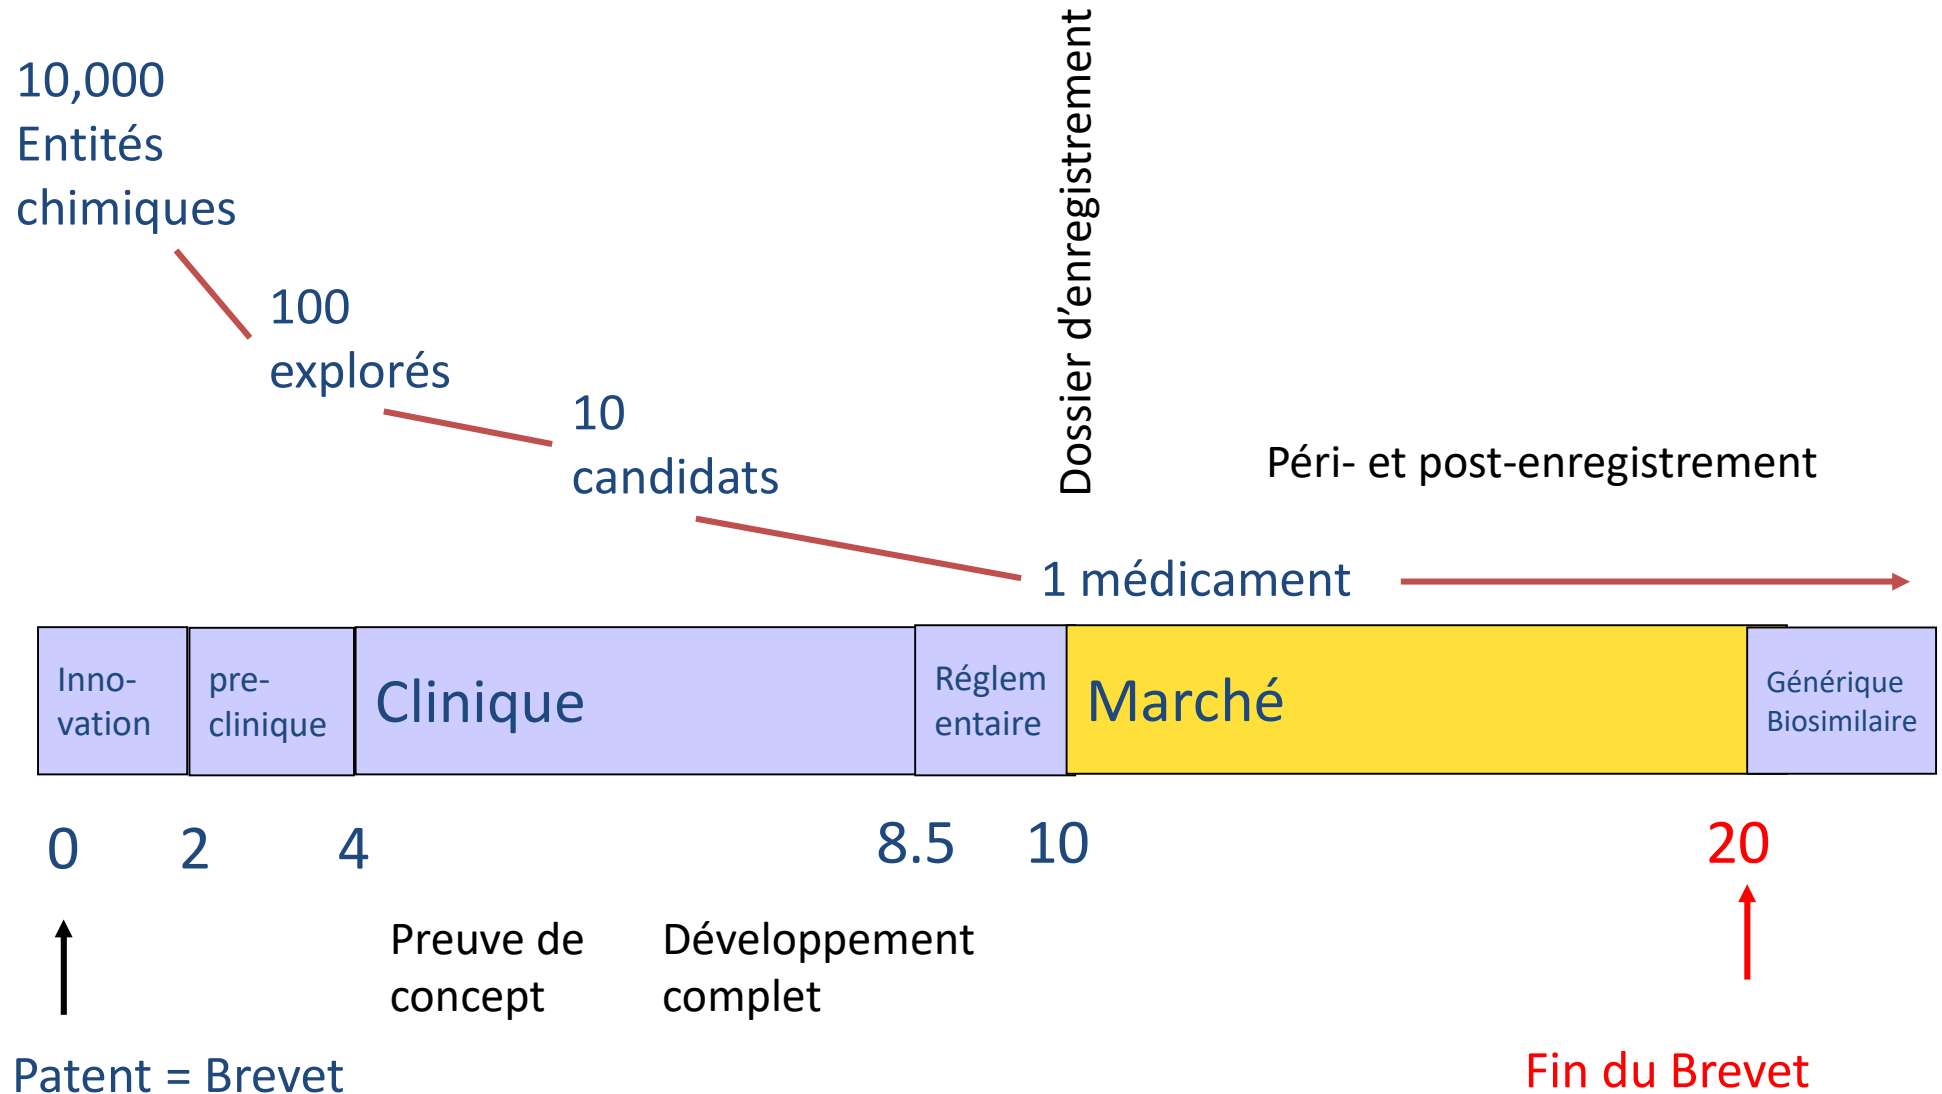 10,000
Entités
chimiques
100
explorés
10
candidats
Dossier d’enregistrement
Péri- et post-enregistrement
1 médicament
Inno-
vation
pre-
clinique
Clinique
Réglem
entaire
Marché
Générique
Biosimilaire
0
2
4
8.5
10
20
Preuve de
concept
Développement
complet
Patent = Brevet
Fin du Brevet